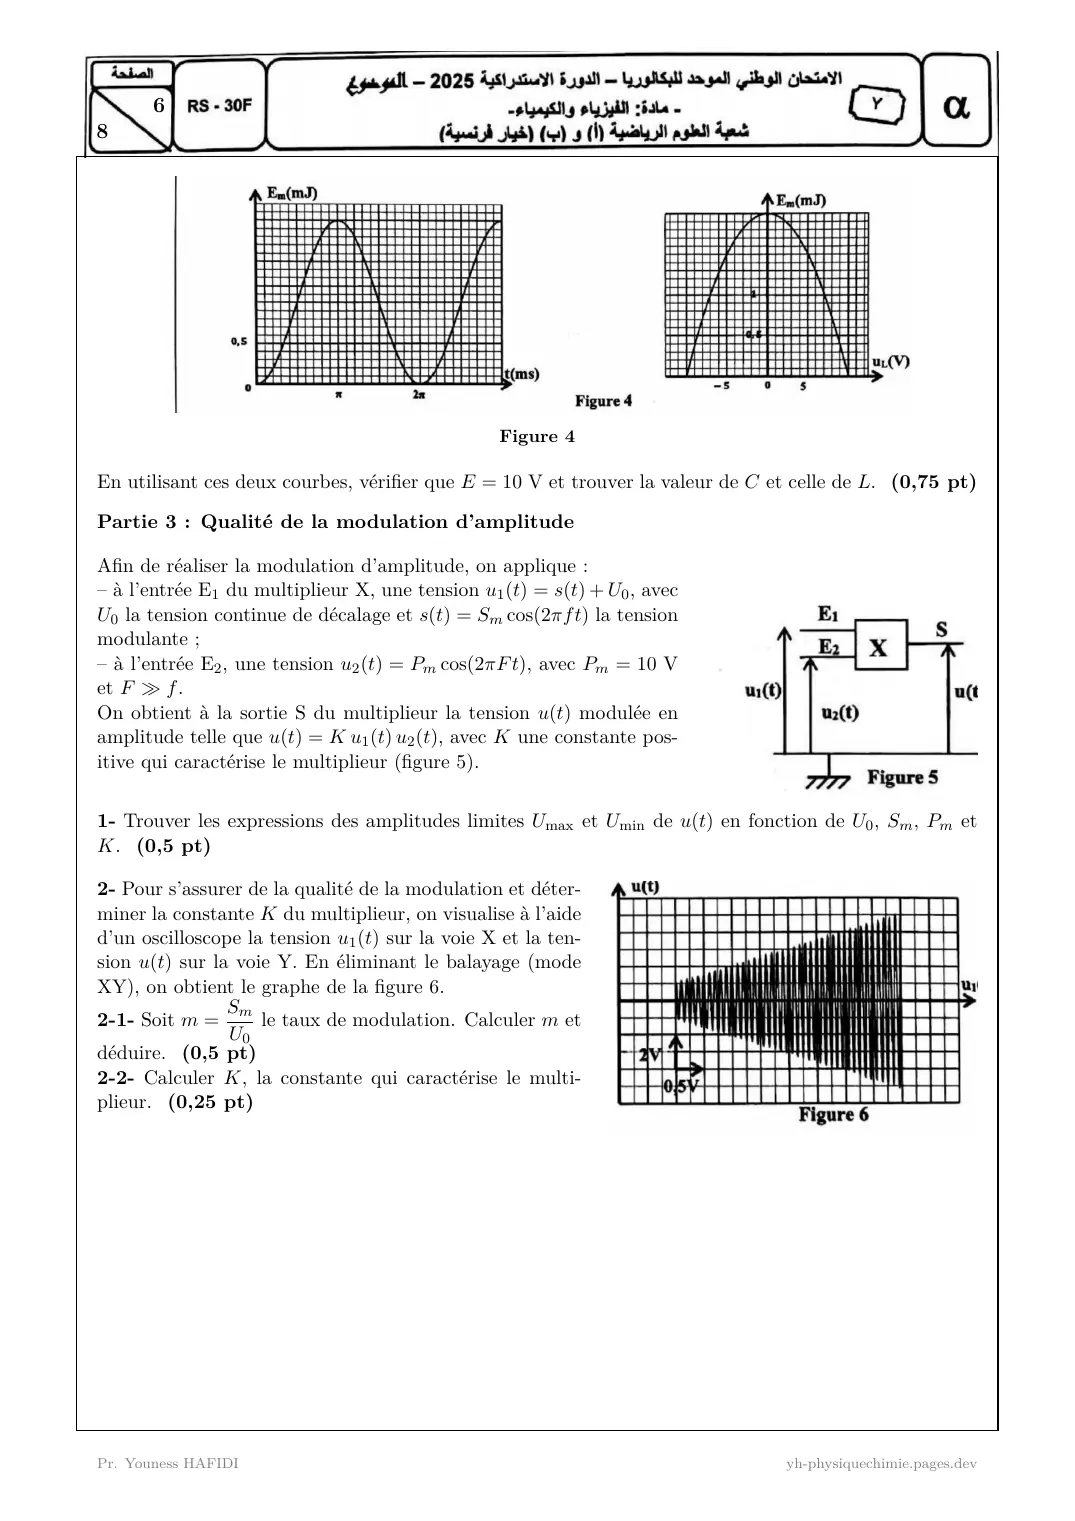 الصفحة
6
8
RS - 30F
الامتحان الوطني الموحد للبكالوريا – الدورة الاستدراكية 2025 – الموضوع
- مادة: الفيزياء والكيمياء-
شعبة العلوم الرياضية (أ) و (ب) (خيار فرنسية)
α
Em(mJ)
0,5
0
π
2π
t(ms)
Em(mJ)
1
0,5
-5
0
5
uL(V)
Figure 4
Figure 4
En utilisant ces deux courbes, vérifier que E = 10 V et trouver la valeur de C et celle de L. (0,75 pt)
Partie 3 : Qualité de la modulation d'amplitude
Afin de réaliser la modulation d'amplitude, on applique :
– à l'entrée E₁ du multiplieur X, une tension u₁(t) = s(t) + U₀, avec
U₀ la tension continue de décalage et s(t) = Sₘ cos(2πft) la tension
modulante ;
– à l'entrée E₂, une tension u₂(t) = Pₘ cos(2πFt), avec Pₘ = 10 V
et F ≫ f.
On obtient à la sortie S du multiplieur la tension u(t) modulée en
amplitude telle que u(t) = K u₁(t) u₂(t), avec K une constante pos-
itive qui caractérise le multiplieur (figure 5).
E₁
E₂
X
S
u₁(t)
u₂(t)
u(t
Figure 5
1- Trouver les expressions des amplitudes limites Umax et Umin de u(t) en fonction de U₀, Sₘ, Pₘ et
K. (0,5 pt)
2- Pour s'assurer de la qualité de la modulation et déter-
miner la constante K du multiplieur, on visualise à l'aide
d'un oscilloscope la tension u₁(t) sur la voie X et la ten-
sion u(t) sur la voie Y. En éliminant le balayage (mode
XY), on obtient le graphe de la figure 6.
2-1- Soit m = Sₘ/U₀ le taux de modulation. Calculer m et
déduire. (0,5 pt)
2-2- Calculer K, la constante qui caractérise le multi-
plieur. (0,25 pt)
u(t)
u₁
2V
0,5V
Figure 6
Pr. Youness HAFIDI
yh-physiquechimie.pages.dev